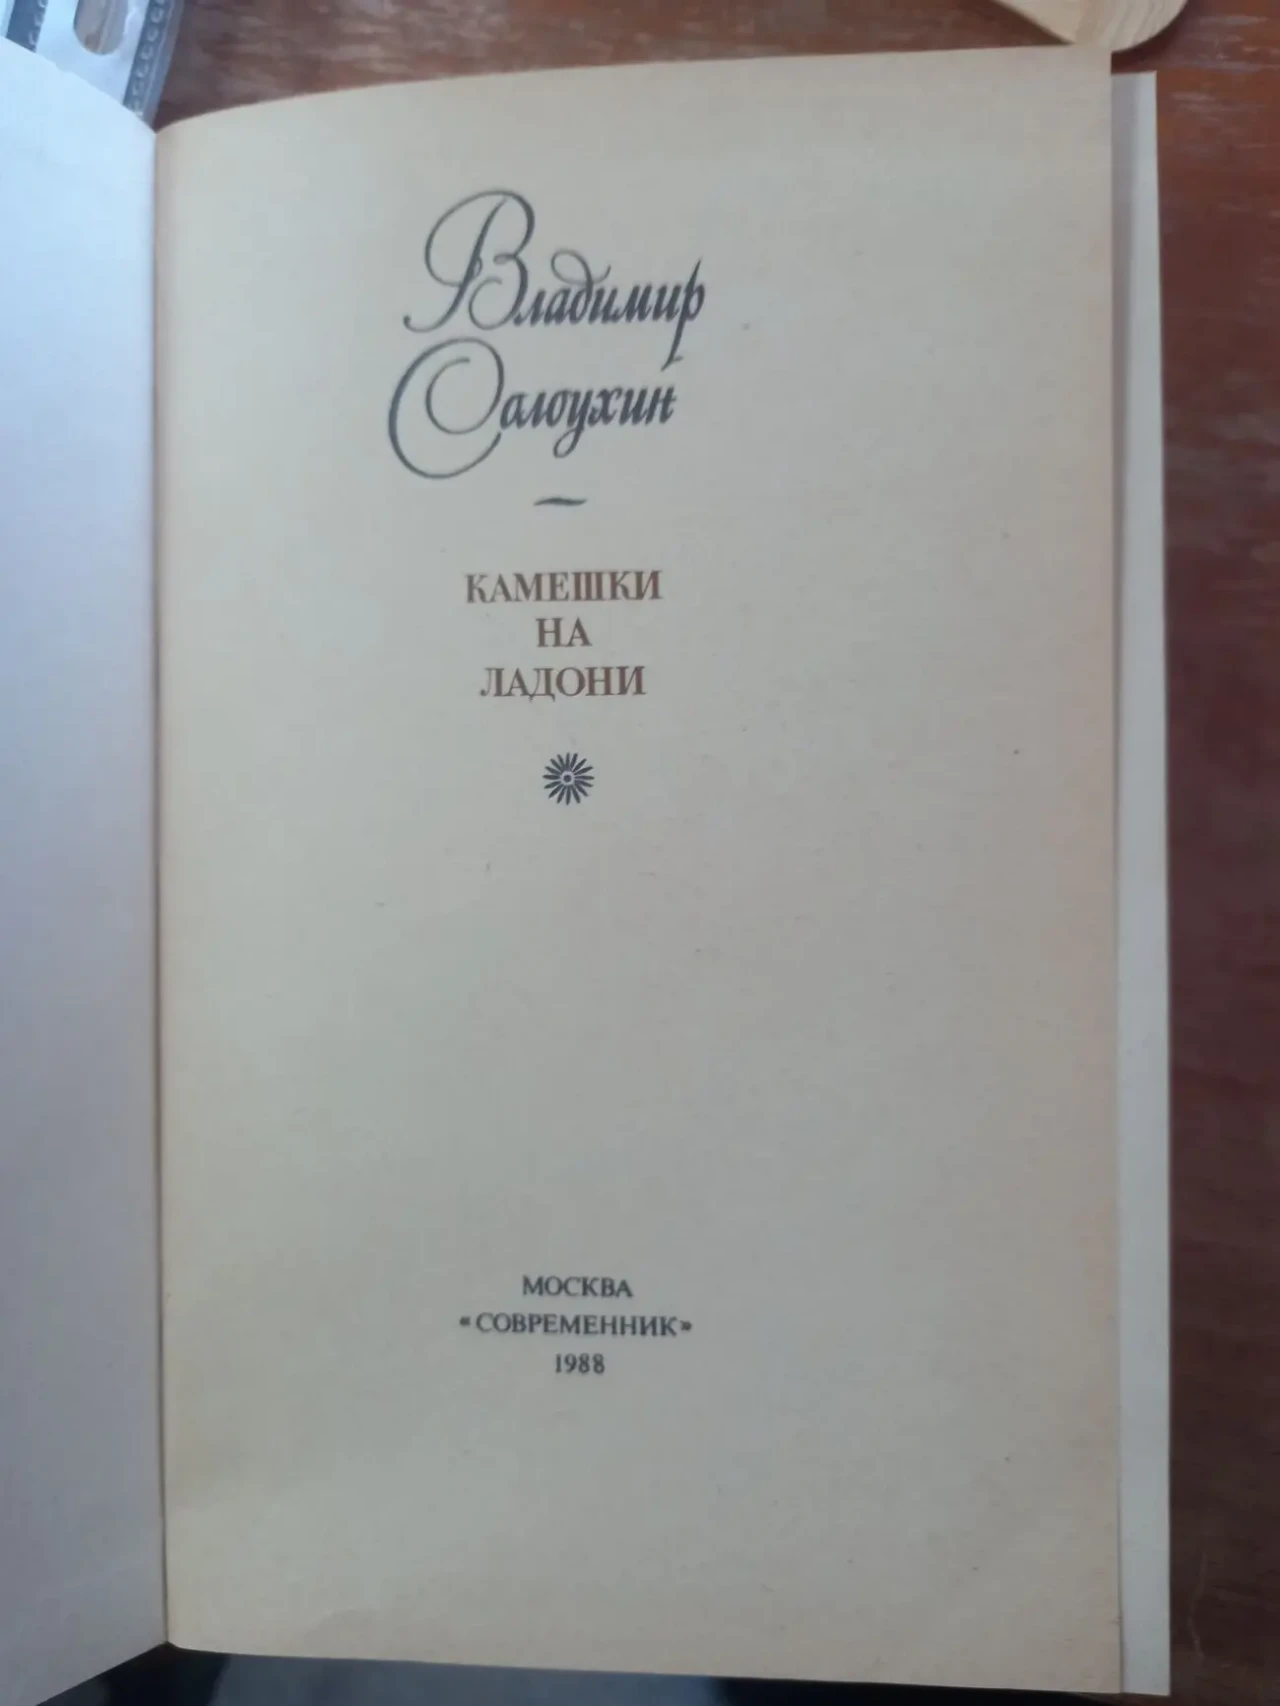 Владимир
Солоухин
КАМЕШКИ
НА
ЛАДОНИ
МОСКВА
«СОВРЕМЕННИК»
1988